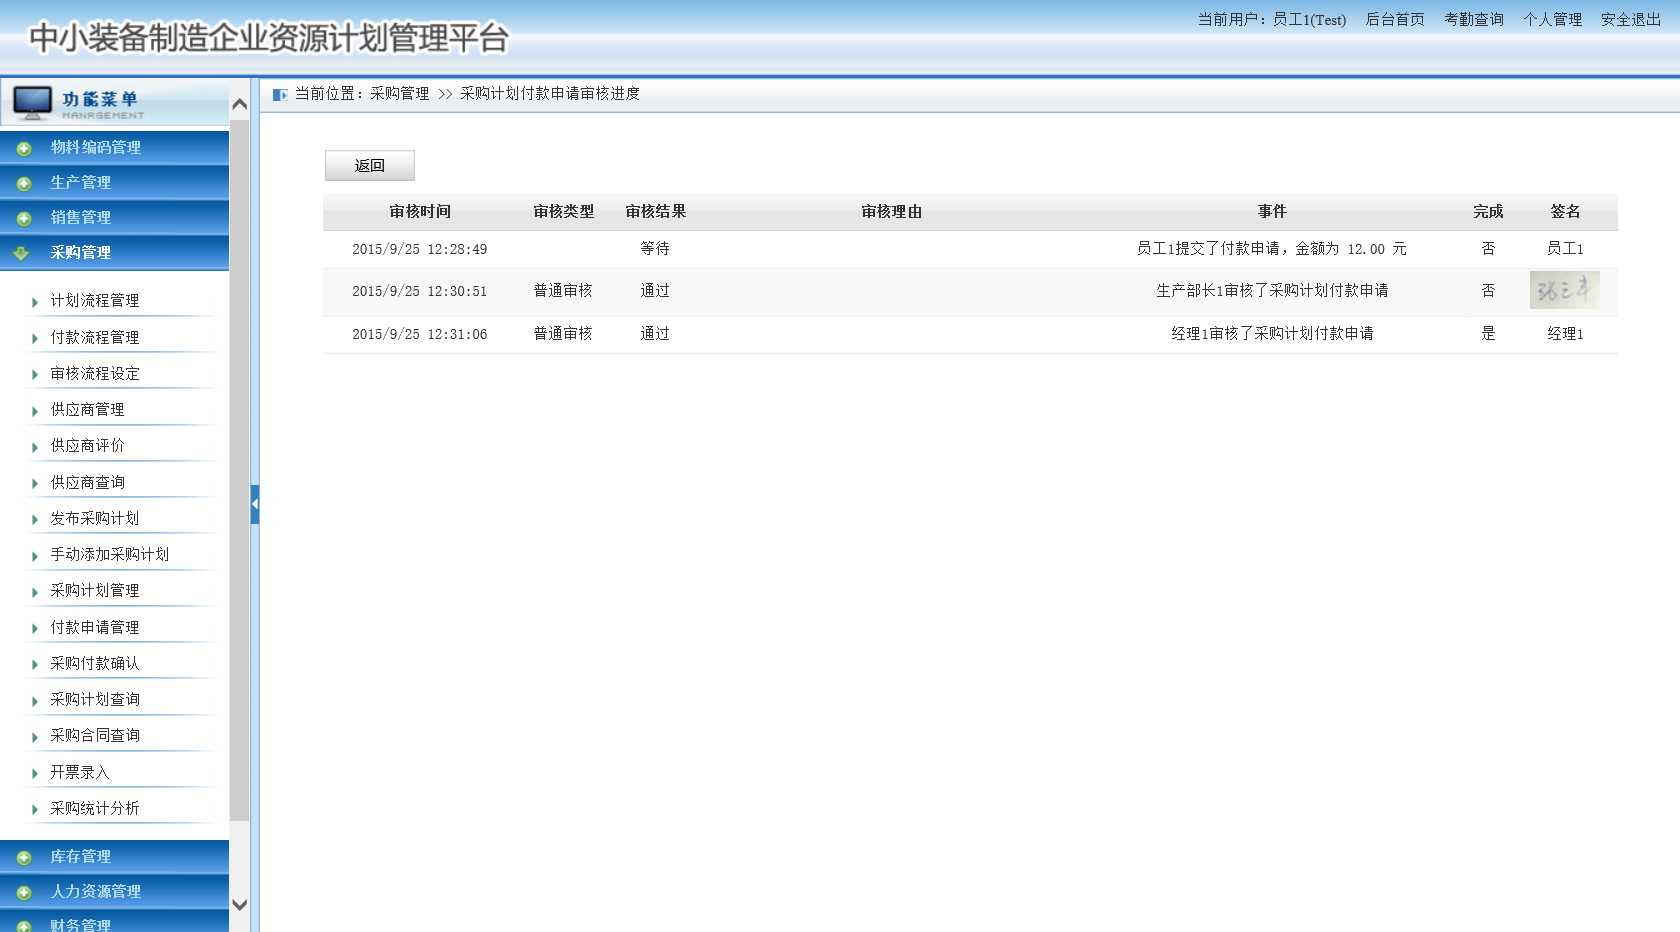 中小装备制造企业资源计划管理平台
当前用户：员工1(Test) 后台首页 考勤查询 个人管理 安全退出
功能菜单
MANRGEMENT
当前位置：采购管理 >> 采购计划付款申请审核进度
物料编码管理
生产管理
销售管理
采购管理
计划流程管理
付款流程管理
审核流程设定
供应商管理
供应商评价
供应商查询
发布采购计划
手动添加采购计划
采购计划管理
付款申请管理
采购付款确认
采购计划查询
采购合同查询
开票录入
采购统计分析
库存管理
人力资源管理
财务管理
返回
审核时间 审核类型 审核结果 审核理由 事件 完成 签名
2015/9/25 12:28:49 等待 员工1提交了付款申请，金额为 12.00 元 否 员工1
2015/9/25 12:30:51 普通审核 通过 生产部长1审核了采购计划付款申请 否 张三丰
2015/9/25 12:31:06 普通审核 通过 经理1审核了采购计划付款申请 是 经理1